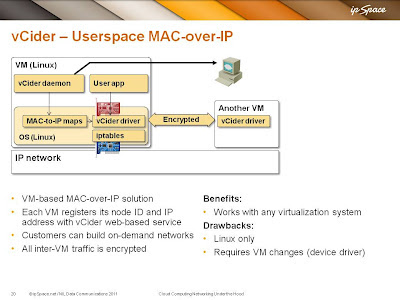 ip Space
vCider – Userspace MAC-over-IP
VM (Linux)
vCider daemon
User app
Another VM
MAC-to-IP maps
vCider driver
Encrypted
vCider driver
OS (Linux)
iptables
IP network
• VM-based MAC-over-IP solution
• Each VM registers its node ID and IP
address with vCider web-based service
• Customers can build on-demand networks
• All inter-VM traffic is encrypted
Benefits:
• Works with any virtualization system
Drawbacks:
• Linux only
• Requires VM changes (device driver)
20
© ipSpace.net / NIL Data Communications 2011
Cloud Computing Networking Under the Hood